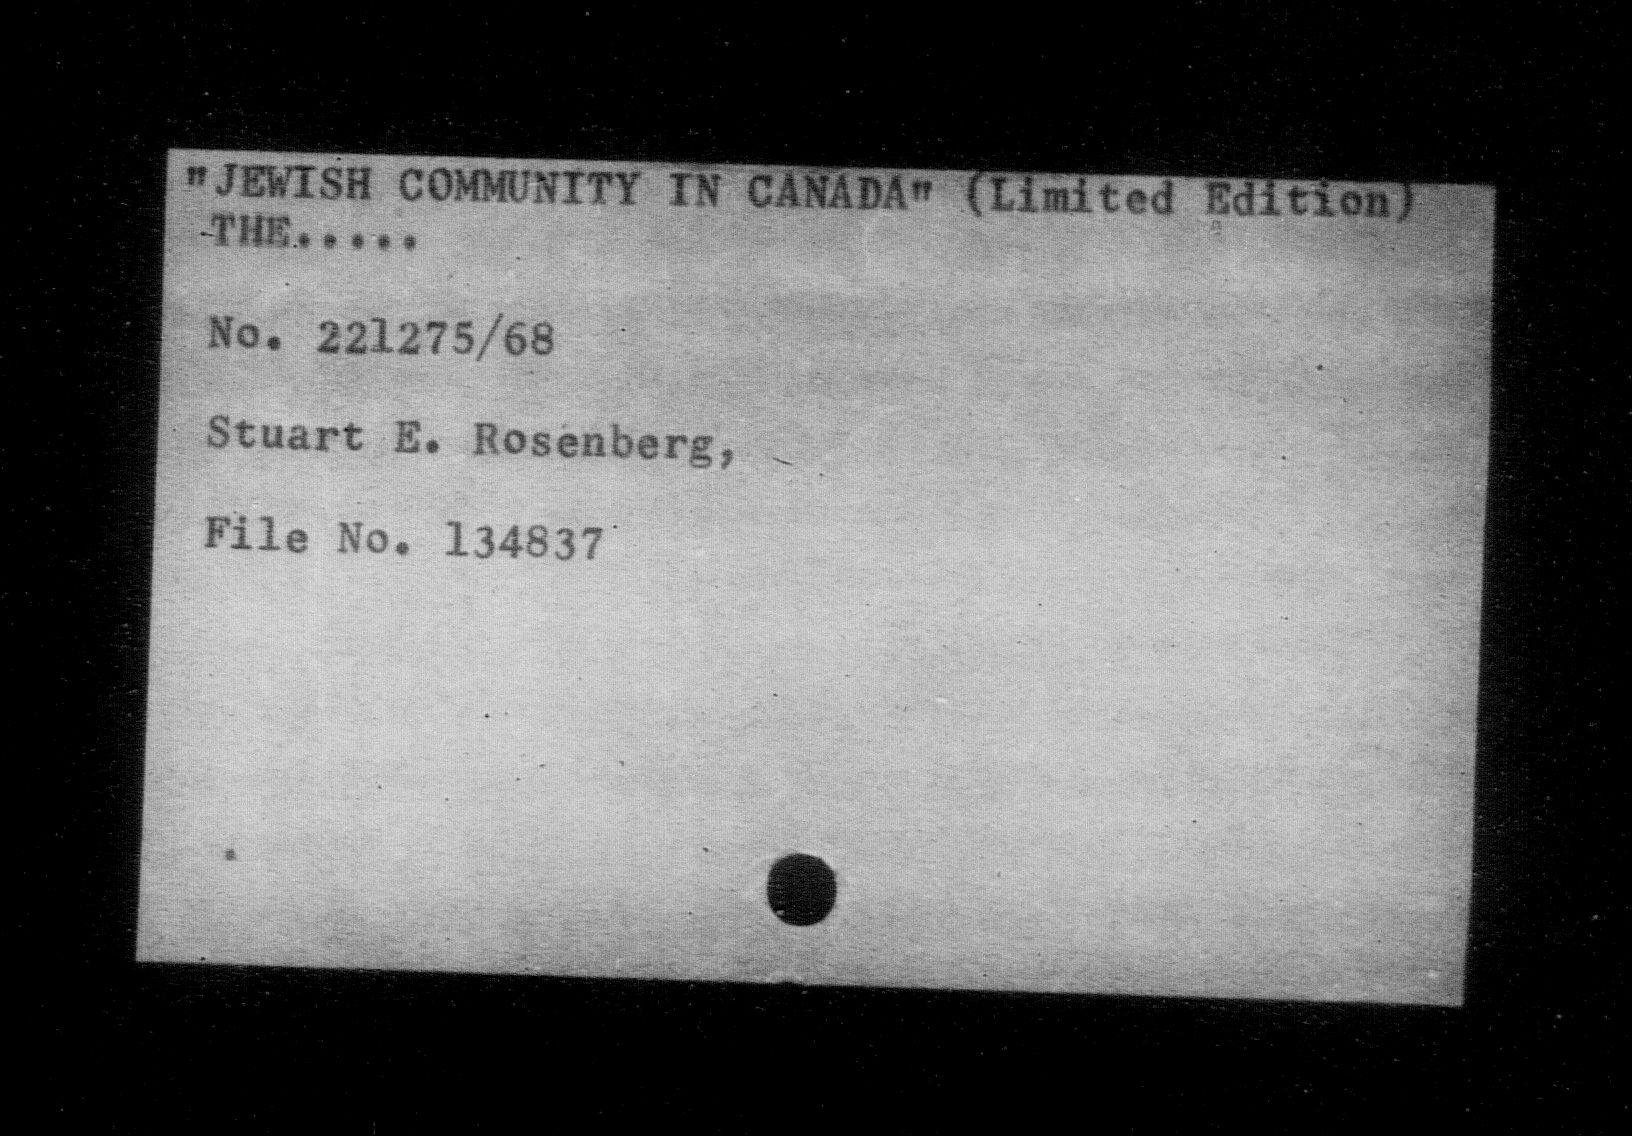 "JEWISH COMMUNITY IN CANADA" (Limited Edition)
-THE.....
No. 221275/68
Stuart E. Rosenberg,
File No. 134837